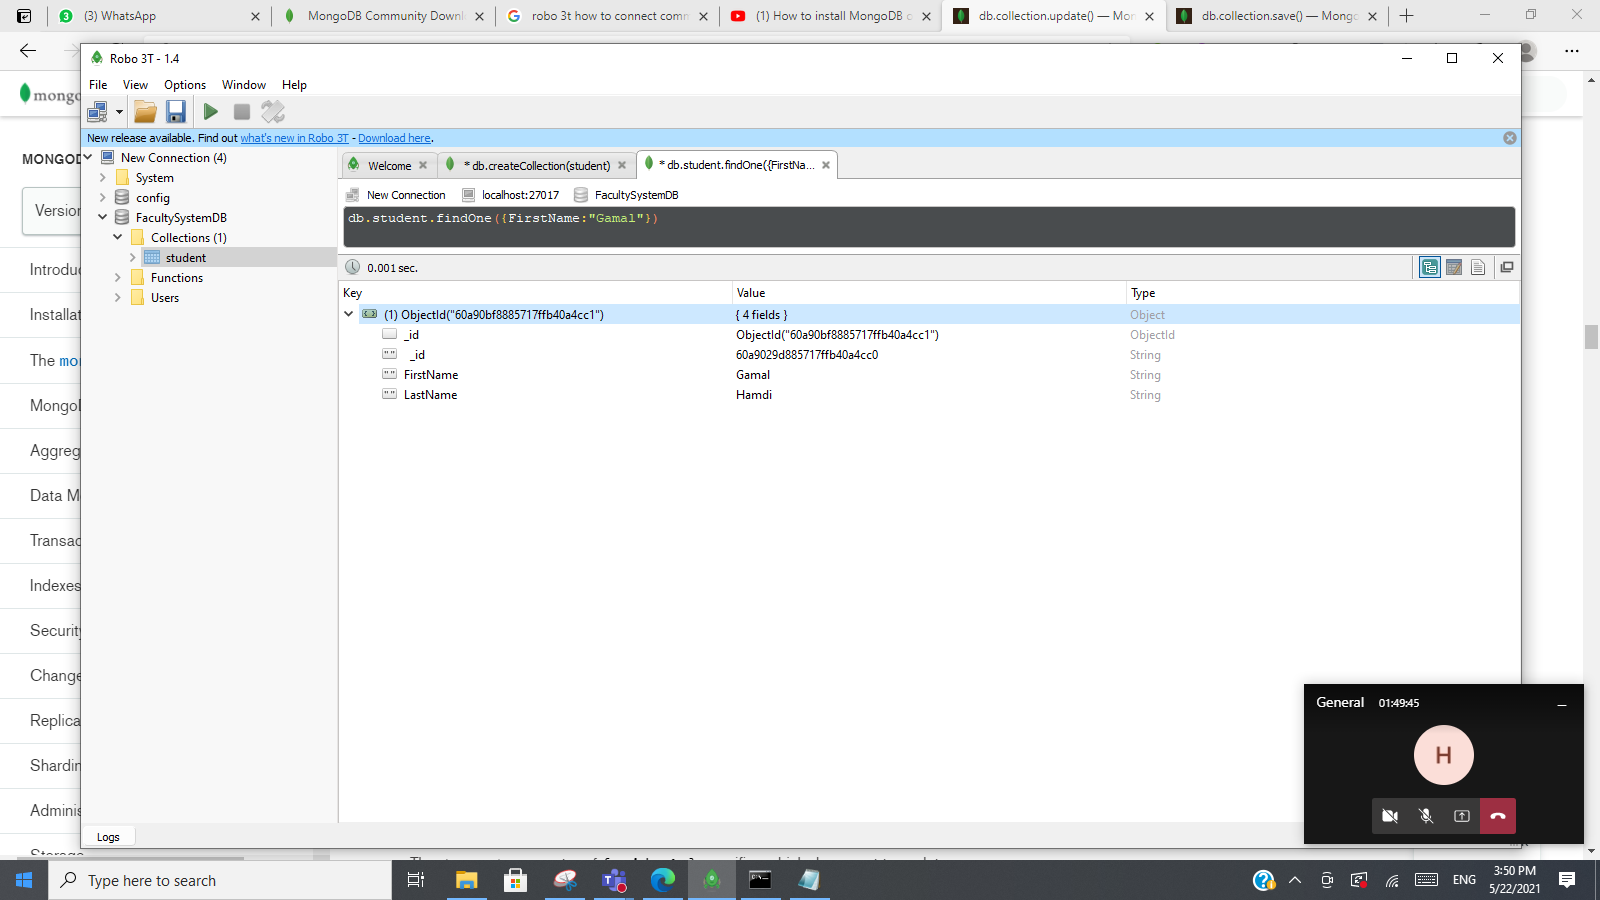 (3) WhatsApp
MongoDB Community Downl
robo 3t how to connect comm
(1) How to install MongoDB o
db.collection.update() — Mon
db.collection.save() — Mongo
Robo 3T - 1.4
File View Options Window Help
mongo
New release available. Find out what's new in Robo 3T - Download here.
MONGOD
Version
Introduc
Installat
The mo
MongoD
Aggreg
Data M
Transac
Indexes
Security
Change
Replica
Shardin
Adminis
Storage
New Connection (4)
System
config
FacultySystemDB
Collections (1)
student
Functions
Users
Welcome
* db.createCollection(student)
* db.student.findOne({FirstNa...
New Connection localhost:27017 FacultySystemDB
db.student.findOne({FirstName:"Gamal"})
0.001 sec.
Key Value Type
(1) ObjectId("60a90bf8885717ffb40a4cc1") { 4 fields } Object
_id ObjectId("60a90bf8885717ffb40a4cc1") ObjectId
_id 60a9029d885717ffb40a4cc0 String
FirstName Gamal String
LastName Hamdi String
General 01:49:45
H
Logs
Type here to search
ENG
3:50 PM
5/22/2021